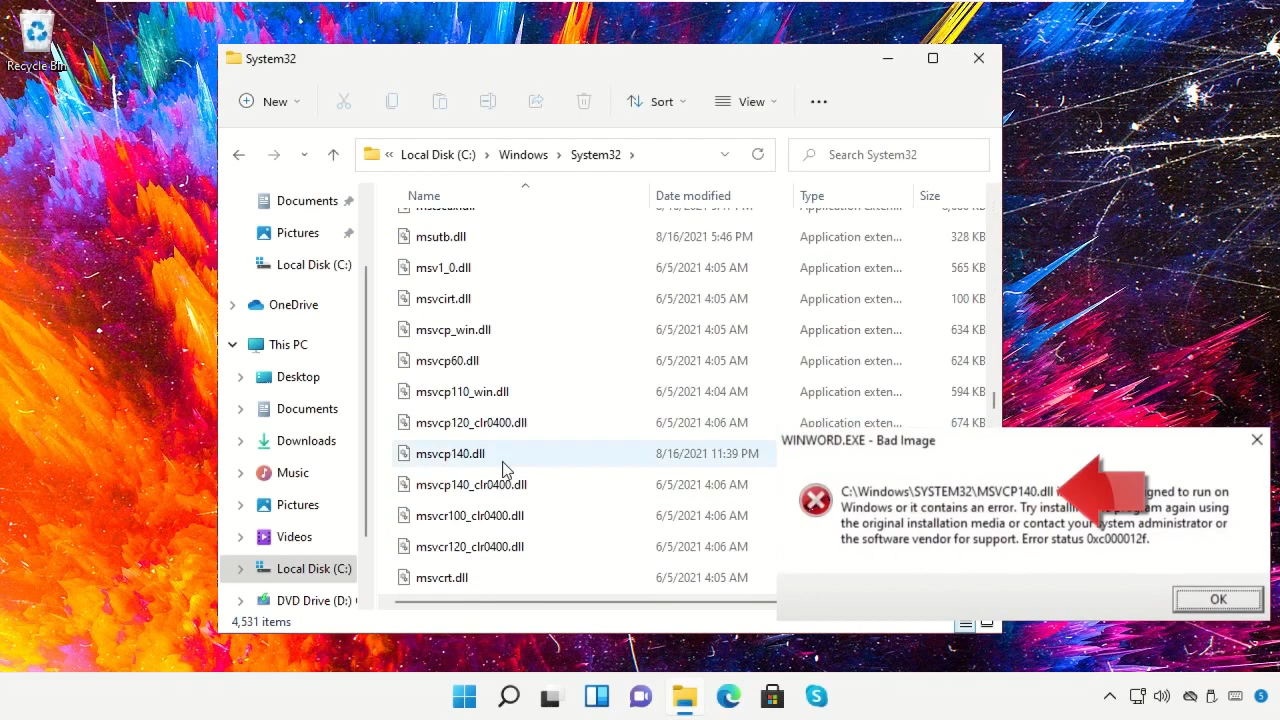 Recycle Bin
System32
New
Sort
View
Local Disk (C:)
Windows
System32
Search System32
Name
Date modified
Type
Size
Documents
Pictures
Local Disk (C:)
OneDrive
This PC
Desktop
Documents
Downloads
Music
Pictures
Videos
Local Disk (C:)
DVD Drive (D:)
msutb.dll 8/16/2021 5:46 PM Application exten... 328 KB
msv1_0.dll 6/5/2021 4:05 AM Application exten... 565 KB
msvcirt.dll 6/5/2021 4:05 AM Application exten... 100 KB
msvcp_win.dll 6/5/2021 4:05 AM Application exten... 634 KB
msvcp60.dll 6/5/2021 4:05 AM Application exten... 624 KB
msvcp110_win.dll 6/5/2021 4:04 AM Application exten... 594 KB
msvcp120_clr0400.dll 6/5/2021 4:06 AM Application exten... 674 KB
msvcp140.dll 8/16/2021 11:39 PM
msvcp140_clr0400.dll 6/5/2021 4:06 AM
msvcr100_clr0400.dll 6/5/2021 4:06 AM
msvcr120_clr0400.dll 6/5/2021 4:06 AM
msvcrt.dll 6/5/2021 4:05 AM
4,531 items
WINWORD.EXE - Bad Image
C:\Windows\SYSTEM32\MSVCP140.dll to run on
Windows or it contains an error. Try program again using
the original installation media or contact your system administrator or
the software vendor for support. Error status 0xc000012f.
OK
5